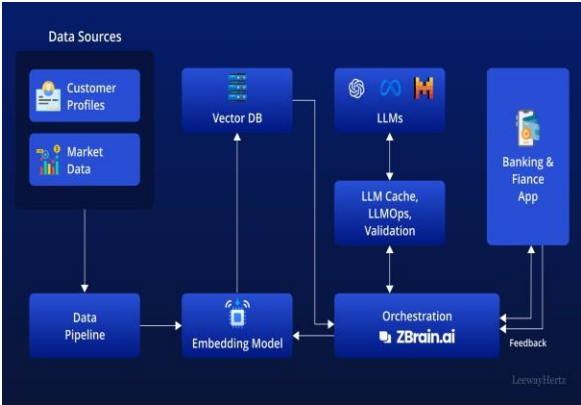 Data Sources
Customer
Profiles
Market
Data
Vector DB
LLMs
Banking &
Fiance
App
LLM Cache,
LLMOps,
Validation
Data
Pipeline
Embedding Model
Orchestration
ZBrain.ai
Feedback
LeewayHertz